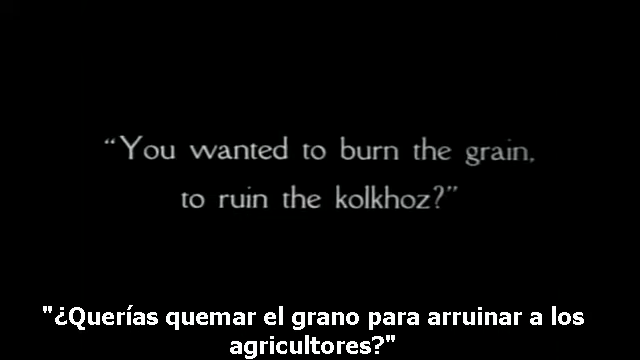 “You wanted to burn the grain,
to ruin the kolkhoz?”
"¿Querías quemar el grano para arruinar a los
agricultores?"